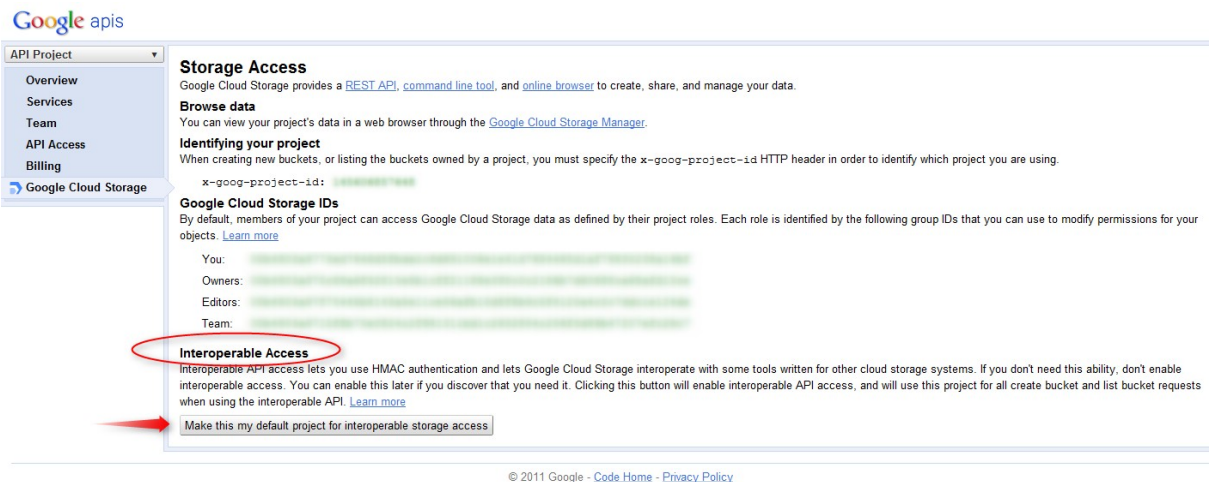 Google apis
API Project
Overview
Services
Team
API Access
Billing
Google Cloud Storage
Storage Access
Google Cloud Storage provides a REST API, command line tool, and online browser to create, share, and manage your data.
Browse data
You can view your project's data in a web browser through the Google Cloud Storage Manager.
Identifying your project
When creating new buckets, or listing the buckets owned by a project, you must specify the x-goog-project-id HTTP header in order to identify which project you are using.
x-goog-project-id:
Google Cloud Storage IDs
By default, members of your project can access Google Cloud Storage data as defined by their project roles. Each role is identified by the following group IDs that you can use to modify permissions for your
objects. Learn more
You:
Owners:
Editors:
Team:
Interoperable Access
Interoperable API access lets you use HMAC authentication and lets Google Cloud Storage interoperate with some tools written for other cloud storage systems. If you don't need this ability, don't enable
interoperable access. You can enable this later if you discover that you need it. Clicking this button will enable interoperable API access, and will use this project for all create bucket and list bucket requests
when using the interoperable API. Learn more
Make this my default project for interoperable storage access
© 2011 Google - Code Home - Privacy Policy